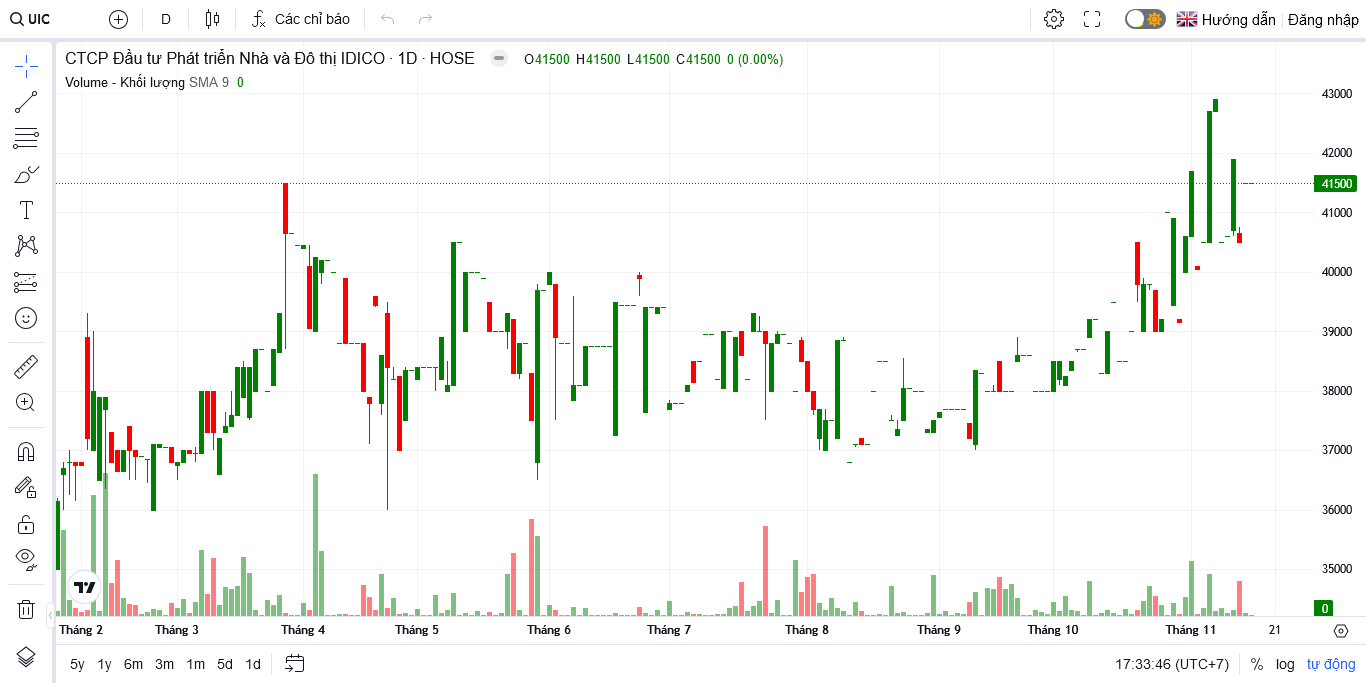 UIC D Các chỉ báo Hướng dẫn Đăng nhập
CTCP Đầu tư Phát triển Nhà và Đô thị IDICO · 1D · HOSE O41500 H41500 L41500 C41500 0 (0.00%)
Volume - Khối lượng SMA 9 0
43000
42000
41500
41000
40000
39000
38000
37000
36000
35000
0
Tháng 2 Tháng 3 Tháng 4 Tháng 5 Tháng 6 Tháng 7 Tháng 8 Tháng 9 Tháng 10 Tháng 11 21
5y 1y 6m 3m 1m 5d 1d 17:33:46 (UTC+7) % log tự động